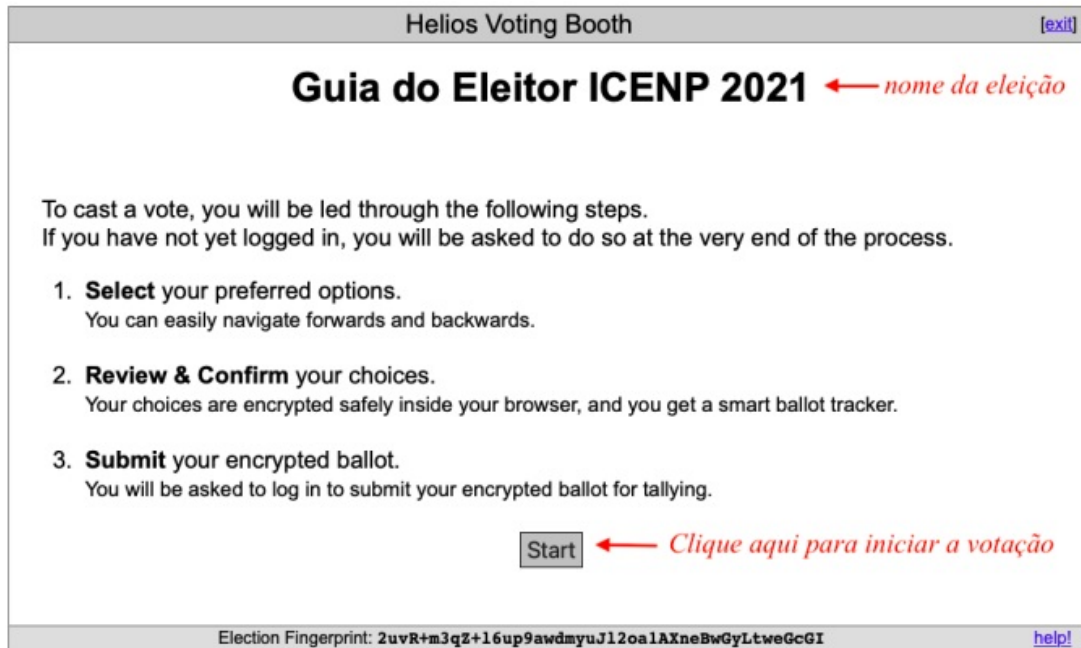 Helios Voting Booth [exit]
Guia do Eleitor ICENP 2021 nome da eleição
To cast a vote, you will be led through the following steps.
If you have not yet logged in, you will be asked to do so at the very end of the process.
1. Select your preferred options.
You can easily navigate forwards and backwards.
2. Review & Confirm your choices.
Your choices are encrypted safely inside your browser, and you get a smart ballot tracker.
3. Submit your encrypted ballot.
You will be asked to log in to submit your encrypted ballot for tallying.
Start Clique aqui para iniciar a votação
Election Fingerprint: 2uvR+m3qZ+l6up9awdmyuJl2oa1AXneBwGyLtweGcGI help!